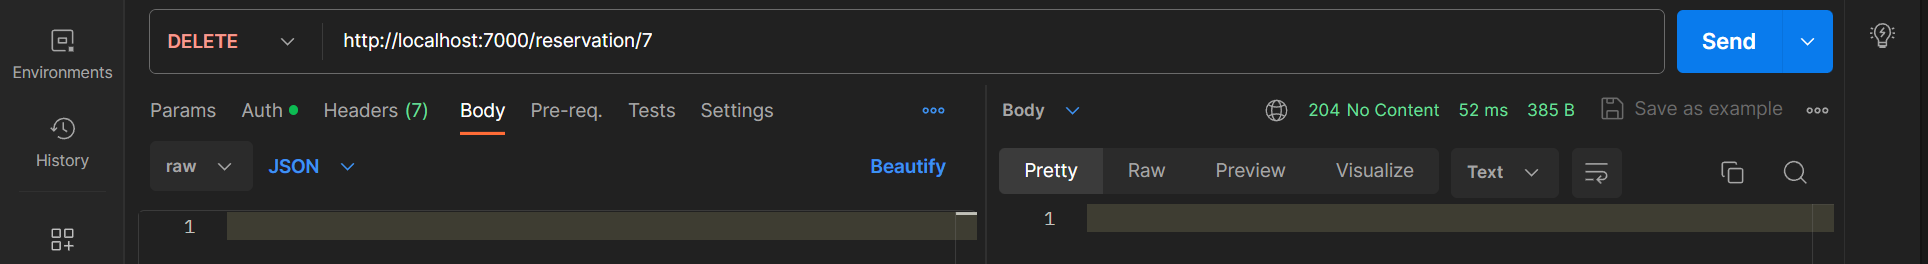 DELETE http://localhost:7000/reservation/7 Send
Environments
Params Auth Headers (7) Body Pre-req. Tests Settings
Body 204 No Content 52 ms 385 B Save as example
History
raw JSON Beautify
Pretty Raw Preview Visualize Text
1
1